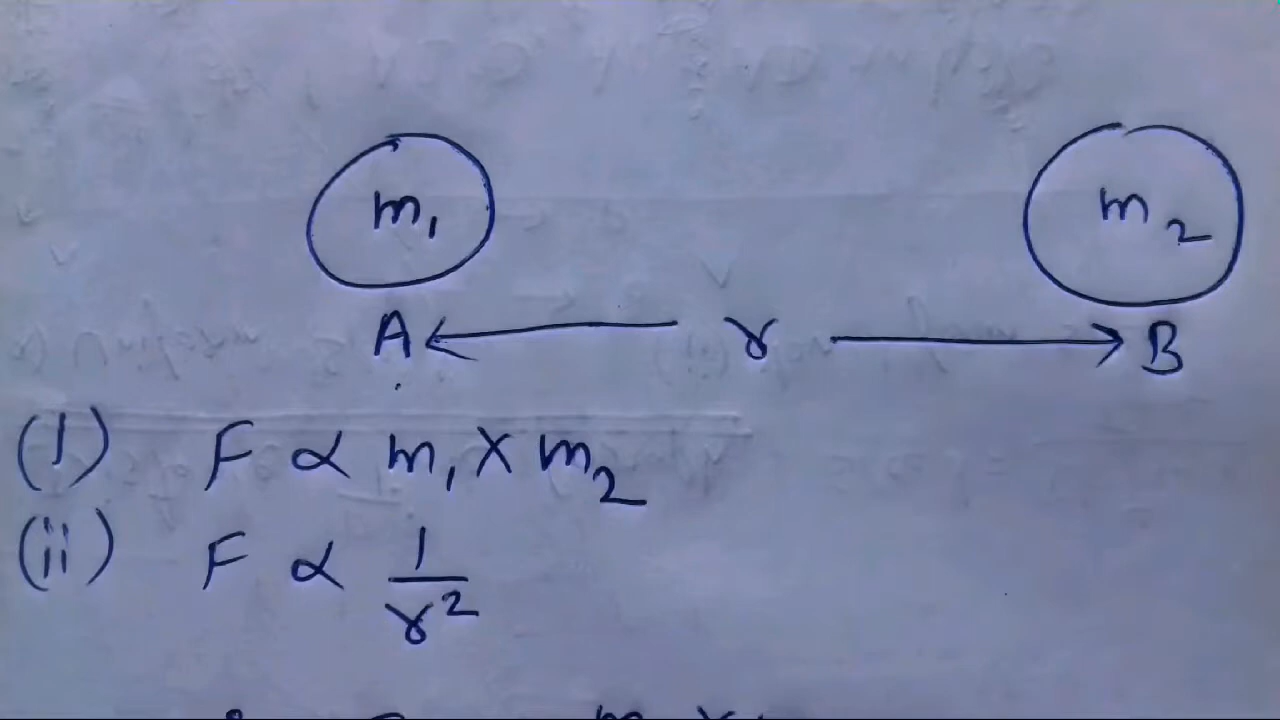 m₁ m₂
A ← r → B
(I) F ∝ m₁ × m₂
(ii) F ∝ 1/r²